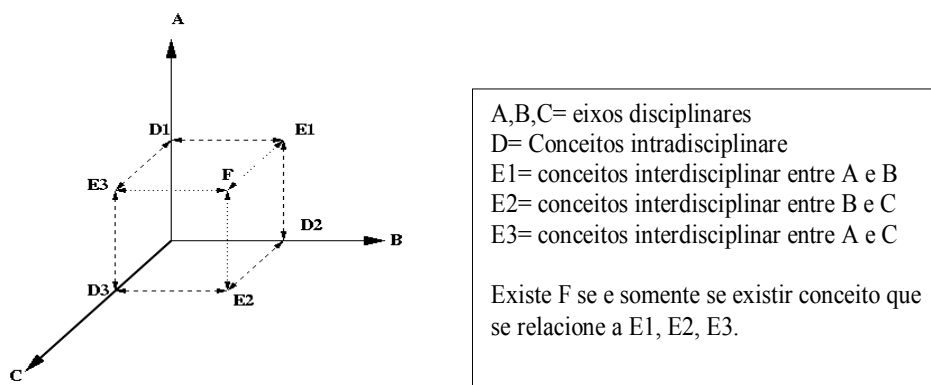 A
D1
E1
E3
F
D2
B
D3
E2
C
A,B,C= eixos disciplinares
D= Conceitos intradisciplinare
E1= conceitos interdisciplinar entre A e B
E2= conceitos interdisciplinar entre B e C
E3= conceitos interdisciplinar entre A e C
Existe F se e somente se existir conceito que
se relacione a E1, E2, E3.